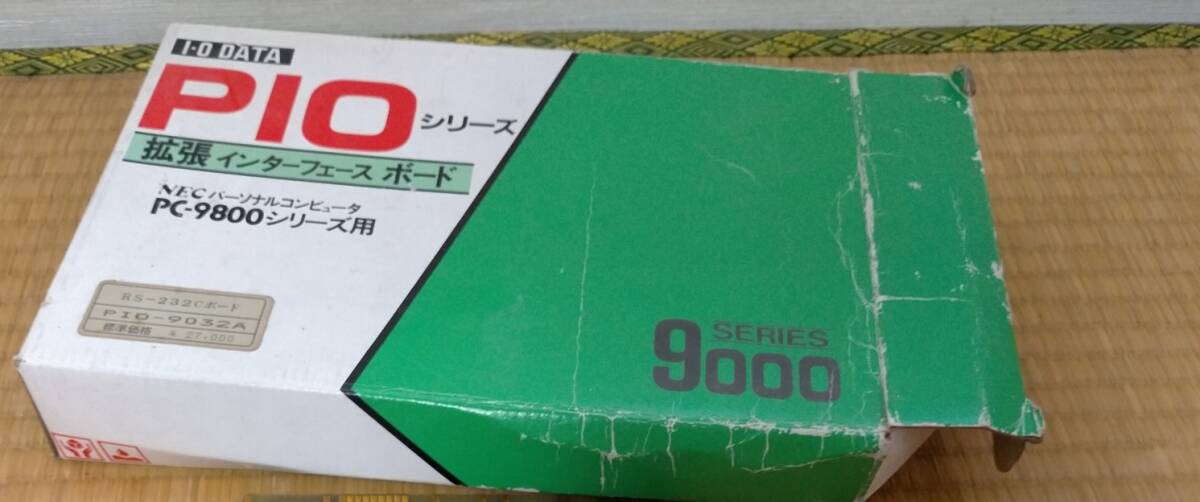 I・O DATA
PIOシリーズ
拡張 インターフェース ボード
NEC パーソナルコンピュータ
PC-9800シリーズ用
RS-232Cボード
PIO-9032A
標準価格 ¥ 27,000
SERIES
9000